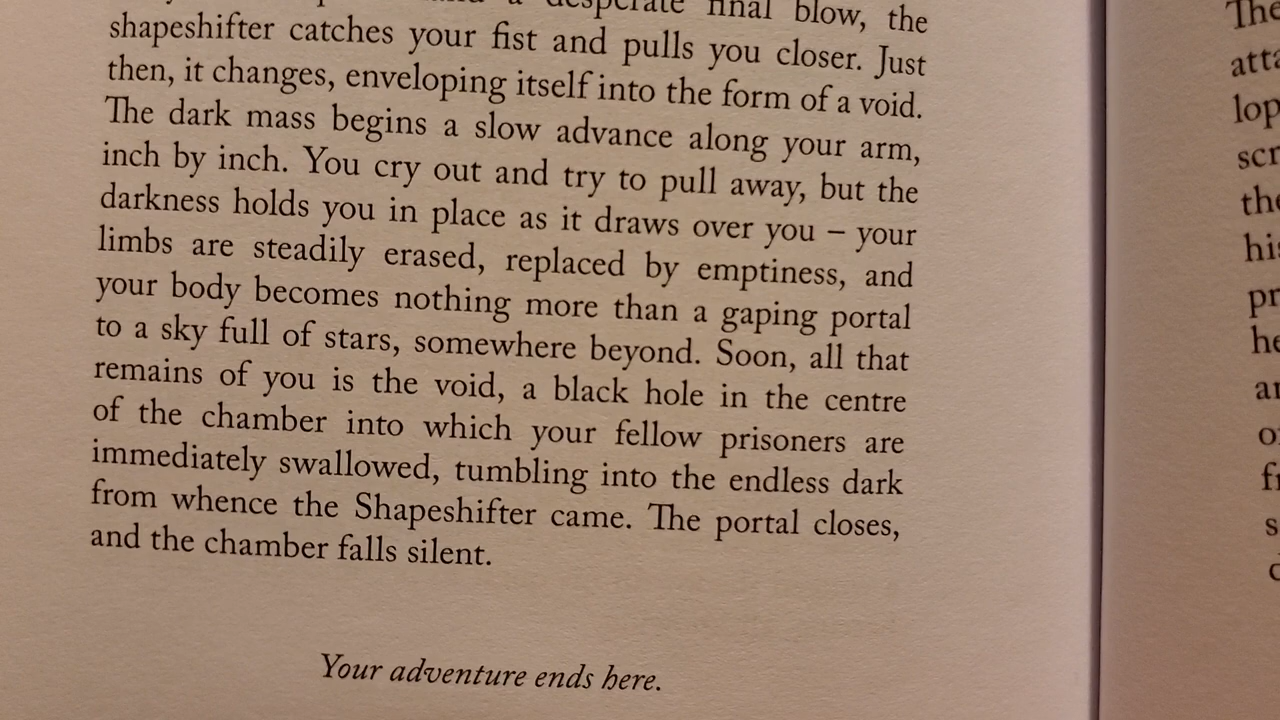 a desperate final blow, the
shapeshifter catches your fist and pulls you closer. Just
then, it changes, enveloping itself into the form of a void.
The dark mass begins a slow advance along your arm,
inch by inch. You cry out and try to pull away, but the
darkness holds you in place as it draws over you – your
limbs are steadily erased, replaced by emptiness, and
your body becomes nothing more than a gaping portal
to a sky full of stars, somewhere beyond. Soon, all that
remains of you is the void, a black hole in the centre
of the chamber into which your fellow prisoners are
immediately swallowed, tumbling into the endless dark
from whence the Shapeshifter came. The portal closes,
and the chamber falls silent.
Your adventure ends here.
The